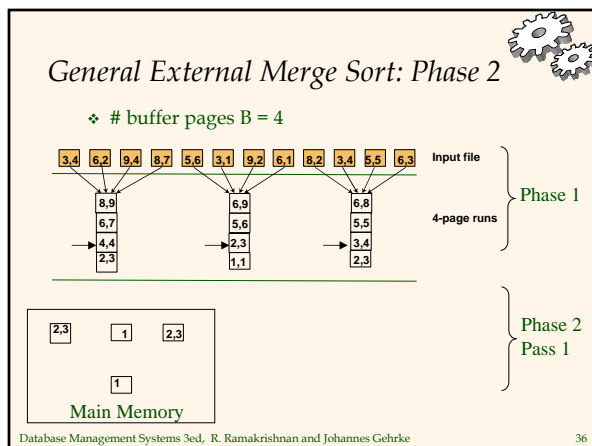 General External Merge Sort: Phase 2
❖ # buffer pages B = 4
3,4 6,2 9,4 8,7 5,6 3,1 9,2 6,1 8,2 3,4 5,5 6,3 Input file
Phase 1
8,9 6,9 6,8
6,7 5,6 5,5 4-page runs
4,4 2,3 3,4
2,3 1,1 2,3
Phase 2
Pass 1
2,3 1 2,3
1
Main Memory
Database Management Systems 3ed, R. Ramakrishnan and Johannes Gehrke 36